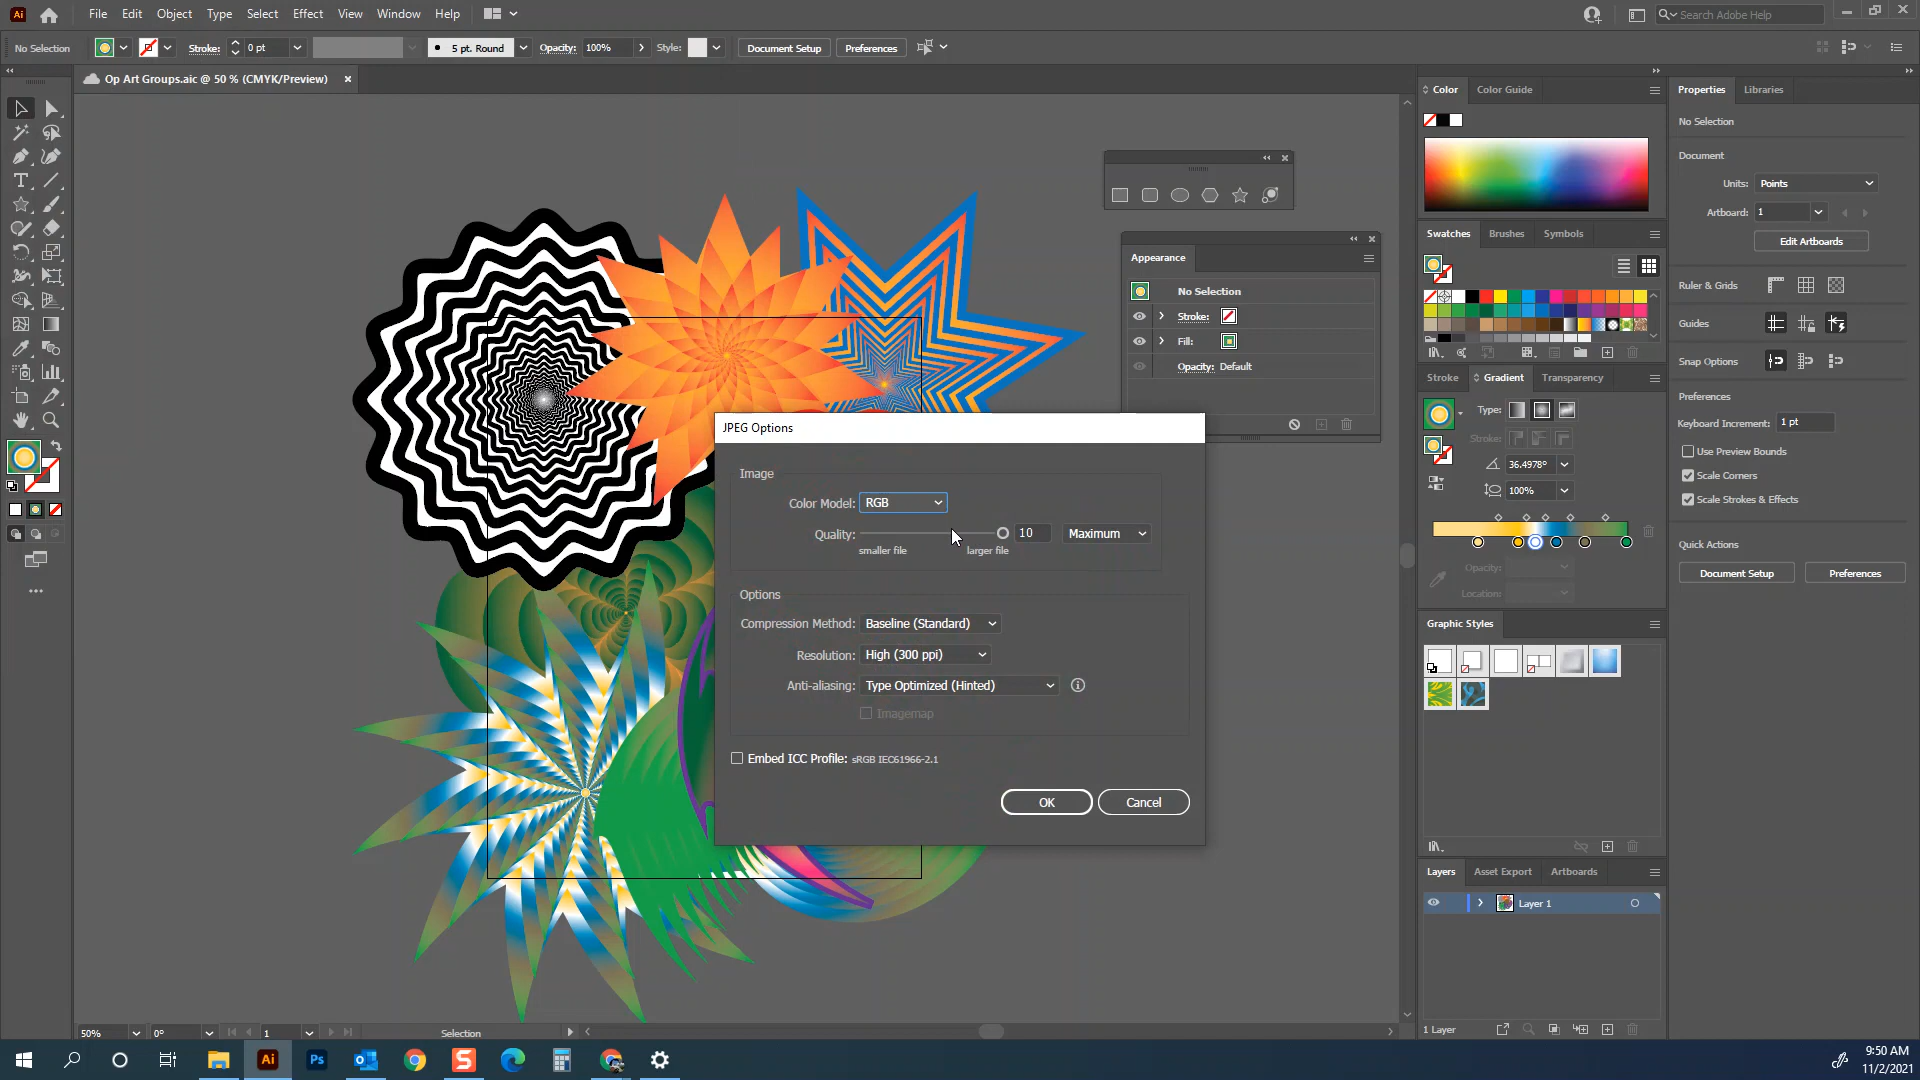 Ai File Edit Object Type Select Effect View Window Help Search Adobe Help
No Selection Stroke: 0 pt 5 pt. Round Opacity: 100% Style: Document Setup Preferences
Op Art Groups.aic @ 50 % (CMYK/Preview)
Color Color Guide
Properties Libraries
No Selection
Document
Units: Points
Artboard: 1
Edit Artboards
Swatches Brushes Symbols
Appearance
No Selection
Stroke:
Fill:
Opacity: Default
Ruler & Grids
Guides
Snap Options
Stroke Gradient Transparency
Preferences
Type:
Keyboard Increment: 1 pt
Stroke:
Use Preview Bounds
36.4978°
Scale Corners
100%
Scale Strokes & Effects
Quick Actions
Document Setup Preferences
Opacity:
Location:
JPEG Options
Image
Color Model: RGB
Quality: 10 Maximum
smaller file larger file
Options
Compression Method: Baseline (Standard)
Resolution: High (300 ppi)
Anti-aliasing: Type Optimized (Hinted)
Imagemap
Embed ICC Profile: sRGB IEC61966-2.1
OK Cancel
Graphic Styles
Layers Asset Export Artboards
Layer 1
1 Layer
50% 0° 1 Selection
Ai Ps S
9:50 AM
11/2/2021